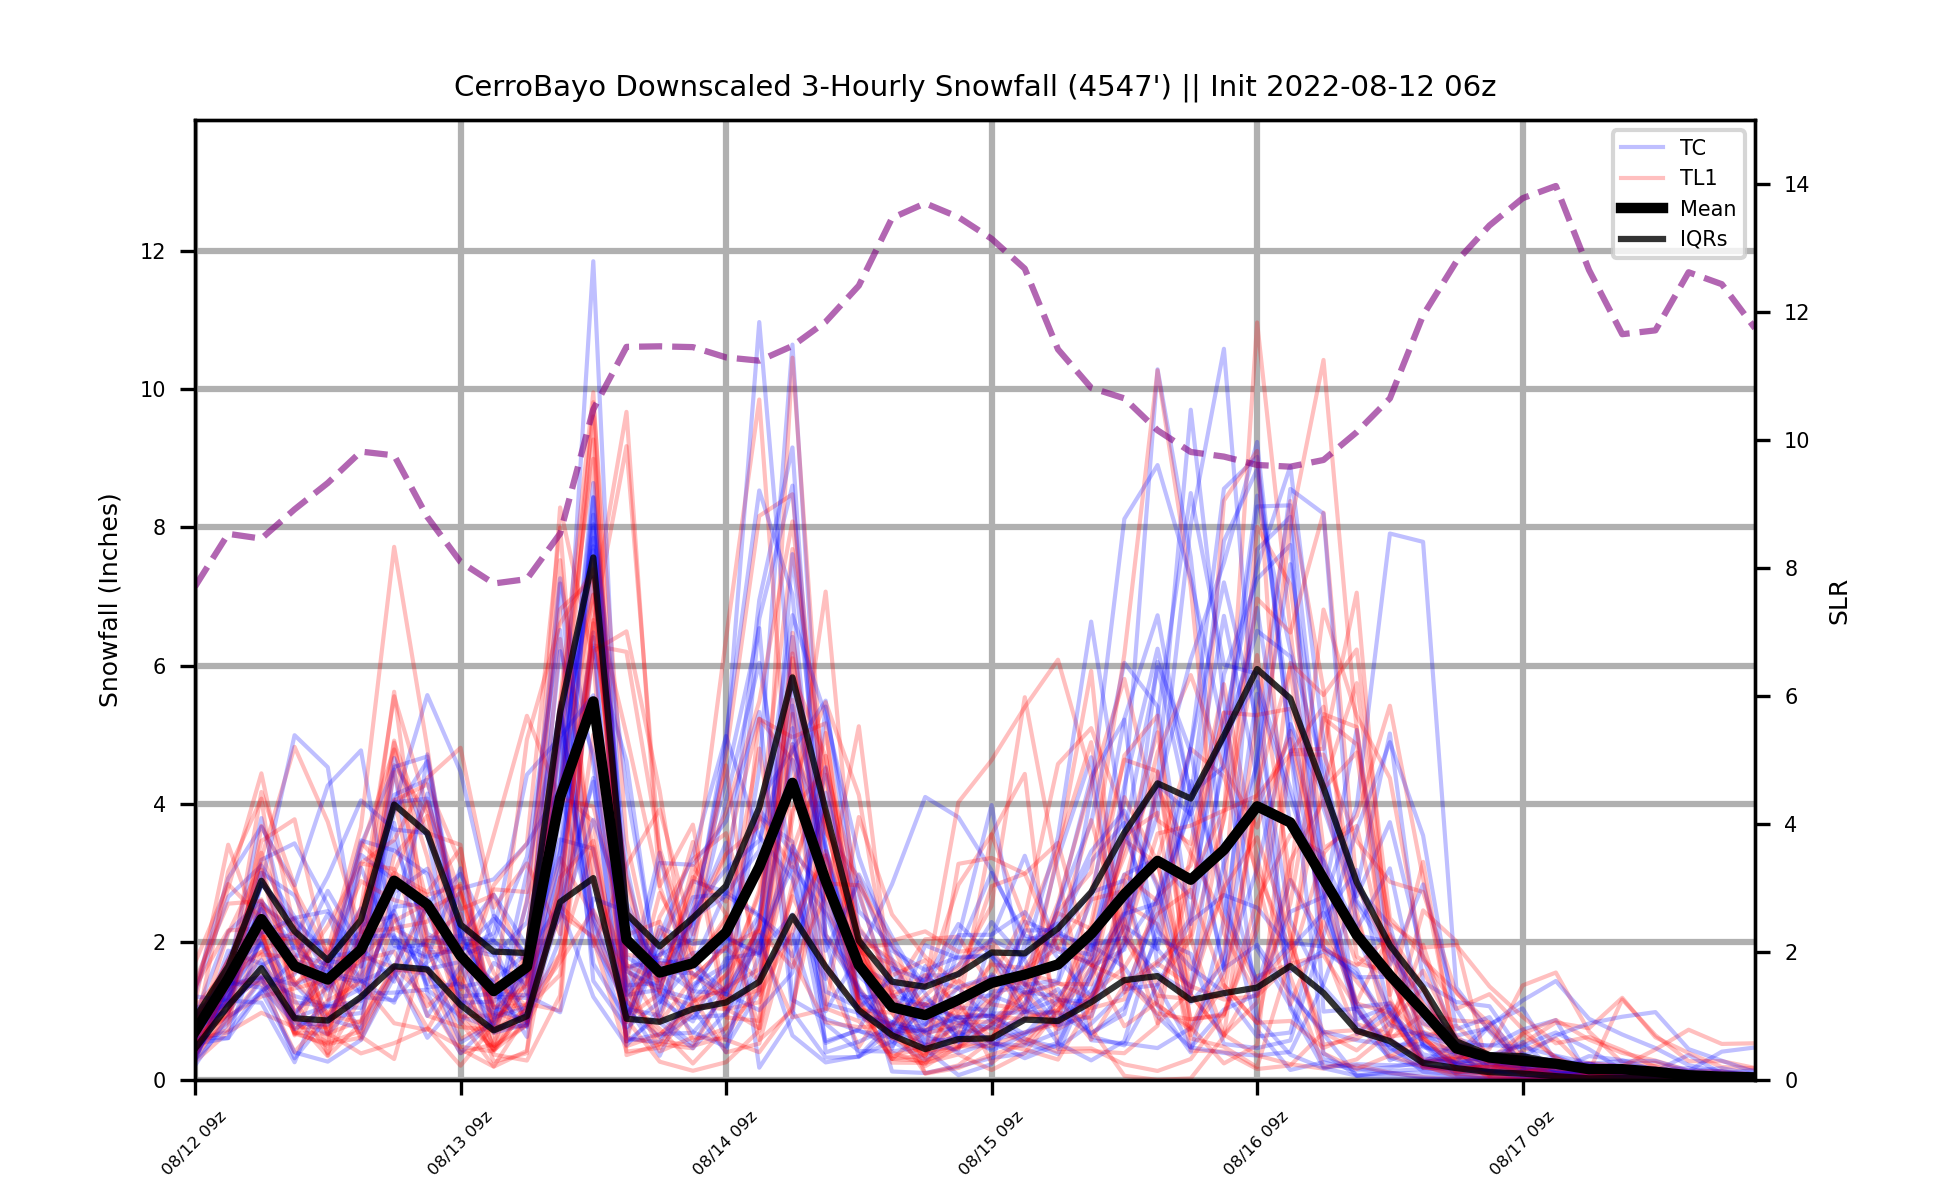 CerroBayo Downscaled 3-Hourly Snowfall (4547') || Init 2022-08-12 06z
TC
TL1
Mean
IQRs
Snowfall (Inches)
12
10
8
6
4
2
0
14
12
10
8
6
4
2
0
SLR
08/12 09z
08/13 09z
08/14 09z
08/15 09z
08/16 09z
08/17 09z